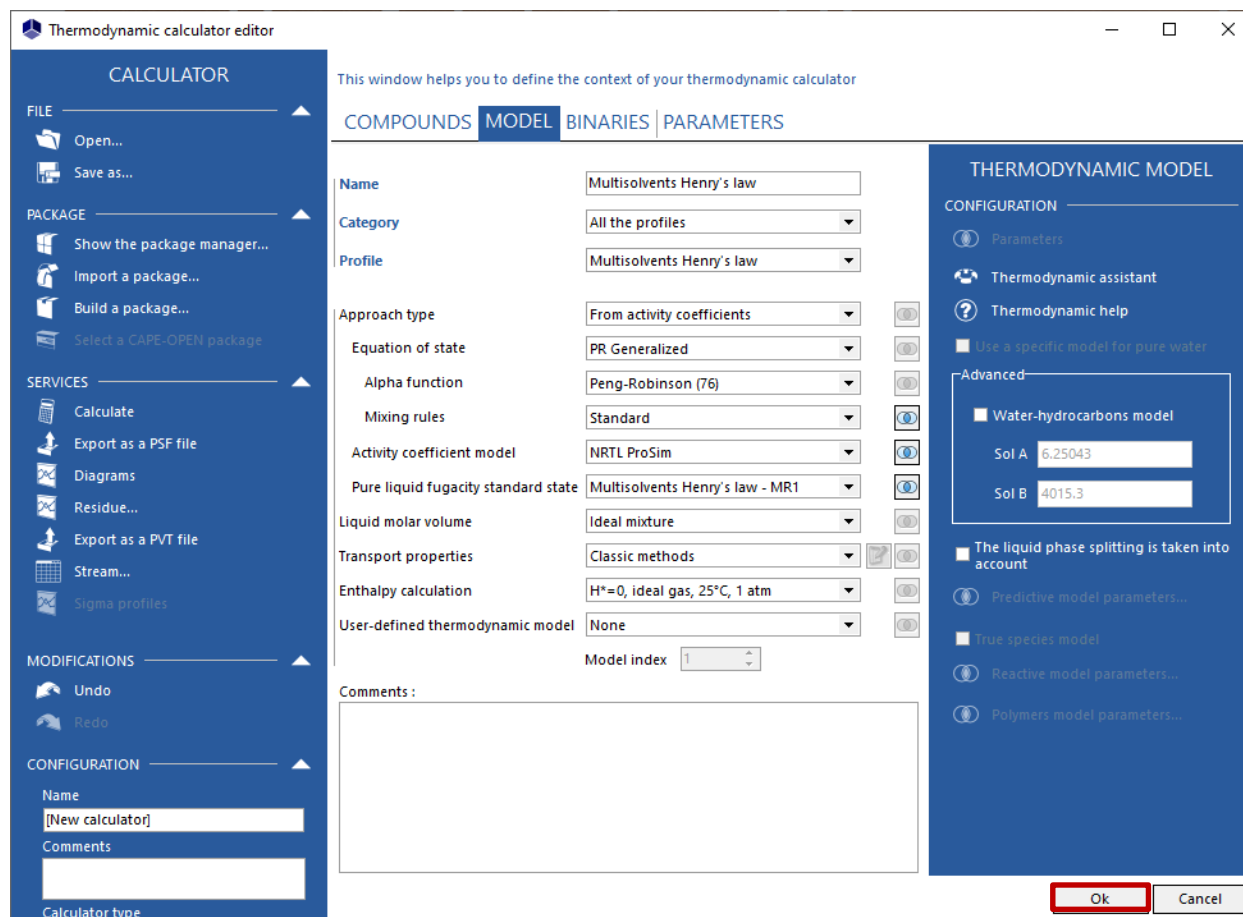 Thermodynamic calculator editor
CALCULATOR
FILE
Open...
Save as...
PACKAGE
Show the package manager...
Import a package...
Build a package...
Select a CAPE-OPEN package
SERVICES
Calculate
Export as a PSF file
Diagrams
Residue...
Export as a PVT file
Stream...
Sigma profiles
MODIFICATIONS
Undo
Redo
CONFIGURATION
Name
[New calculator]
Comments
Calculator type
This window helps you to define the context of your thermodynamic calculator
COMPOUNDS MODEL BINARIES PARAMETERS
Name Multisolvents Henry's law
Category All the profiles
Profile Multisolvents Henry's law
Approach type From activity coefficients
Equation of state PR Generalized
Alpha function Peng-Robinson (76)
Mixing rules Standard
Activity coefficient model NRTL ProSim
Pure liquid fugacity standard state Multisolvents Henry's law - MR1
Liquid molar volume Ideal mixture
Transport properties Classic methods
Enthalpy calculation H*=0, ideal gas, 25°C, 1 atm
User-defined thermodynamic model None
Model index 1
Comments :
THERMODYNAMIC MODEL
CONFIGURATION
Parameters
Thermodynamic assistant
? Thermodynamic help
Use a specific model for pure water
Advanced
Water-hydrocarbons model
Sol A 6.25043
Sol B 4015.3
The liquid phase splitting is taken into
account
Predictive model parameters...
True species model
Reactive model parameters...
Polymers model parameters...
Ok Cancel